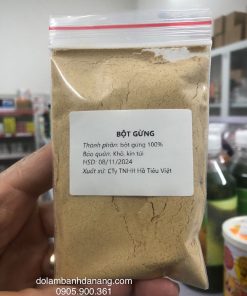 BỘT GỪNG
Thành phần: bột gừng 100%
Bảo quản: Khô, kín túi
HSD: 08/11/2024
Xuất xứ: CTy TNHH Hồ Tiêu Việt
dolambanhdanang.com
0905.900.361